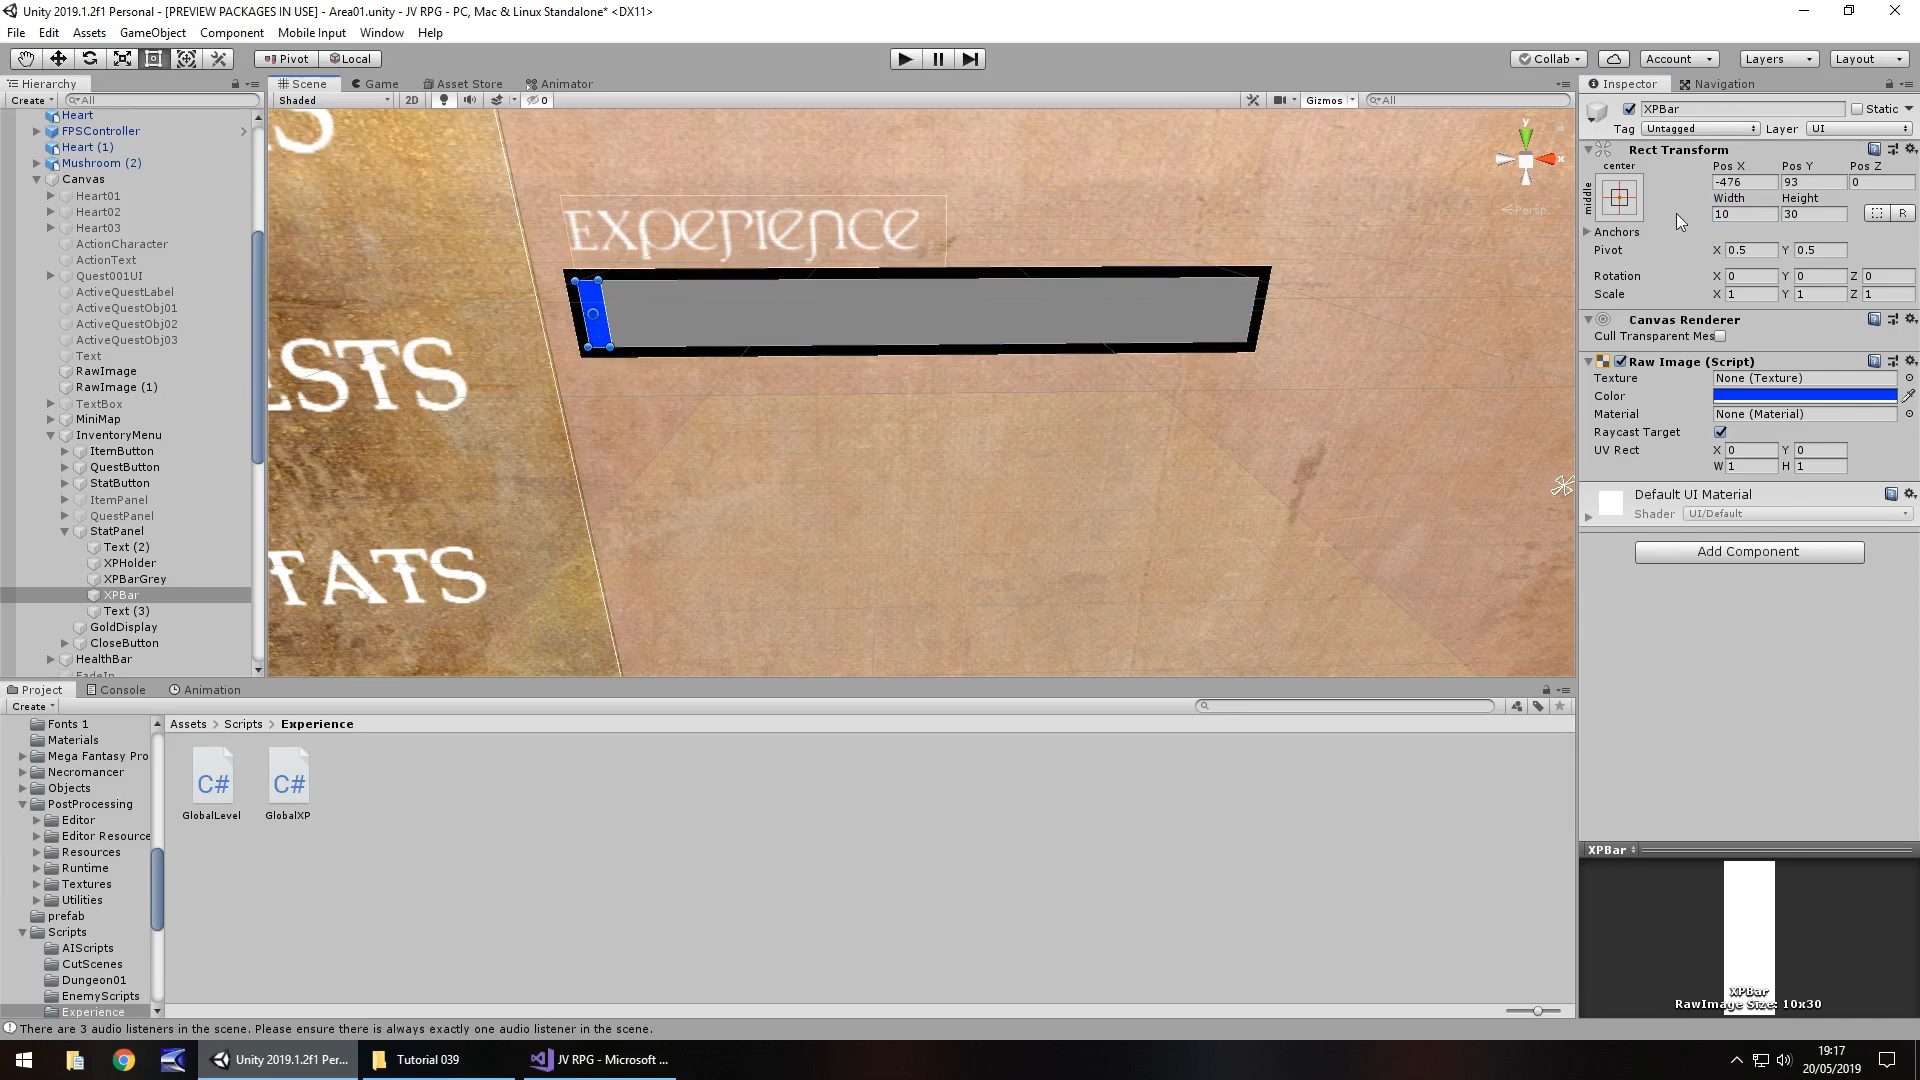 Unity 2019.1.2f1 Personal - [PREVIEW PACKAGES IN USE] - Area01.unity - JV RPG - PC, Mac & Linux Standalone* <DX11>
File Edit Assets GameObject Component Mobile Input Window Help
Pivot Local Collab Account Layers Layout
Hierarchy Scene Game Asset Store Animator Inspector Navigation
Create All Shaded 2D 0 Gizmos All
Heart
FPSController
Heart (1)
Mushroom (2)
Canvas
Heart01
Heart02
Heart03
ActionCharacter
ActionText
Quest001UI
ActiveQuestLabel
ActiveQuestObj01
ActiveQuestObj02
ActiveQuestObj03
Text
RawImage
RawImage (1)
TextBox
MiniMap
InventoryMenu
ItemButton
QuestButton
StatButton
ItemPanel
QuestPanel
StatPanel
Text (2)
XPHolder
XPBarGrey
XPBar
Text (3)
GoldDisplay
CloseButton
HealthBar
FadeIn
S
Experience
ESTS
TATS
y
x
Persp
XPBar Static
Tag Untagged Layer UI
Rect Transform
center Pos X Pos Y Pos Z
middle -476 93 0
Width Height
10 30 R
Anchors
Pivot X 0.5 Y 0.5
Rotation X 0 Y 0 Z 0
Scale X 1 Y 1 Z 1
Canvas Renderer
Cull Transparent Mes
Raw Image (Script)
Texture None (Texture)
Color
Material None (Material)
Raycast Target
UV Rect X 0 Y 0
W 1 H 1
Default UI Material
Shader UI/Default
Add Component
XPBar
XPBar
RawImage Size: 10x30
Project Console Animation
Create
Fonts 1
Materials
Mega Fantasy Pro
Necromancer
Objects
PostProcessing
Editor
Editor Resource
Resources
Runtime
Textures
Utilities
prefab
Scripts
AIScripts
CutScenes
Dungeon01
EnemyScripts
Experience
Assets > Scripts > Experience
C# C#
GlobalLevel GlobalXP
There are 3 audio listeners in the scene. Please ensure there is always exactly one audio listener in the scene.
Unity 2019.1.2f1 Per... Tutorial 039 JV RPG - Microsoft ...
19:17
20/05/2019